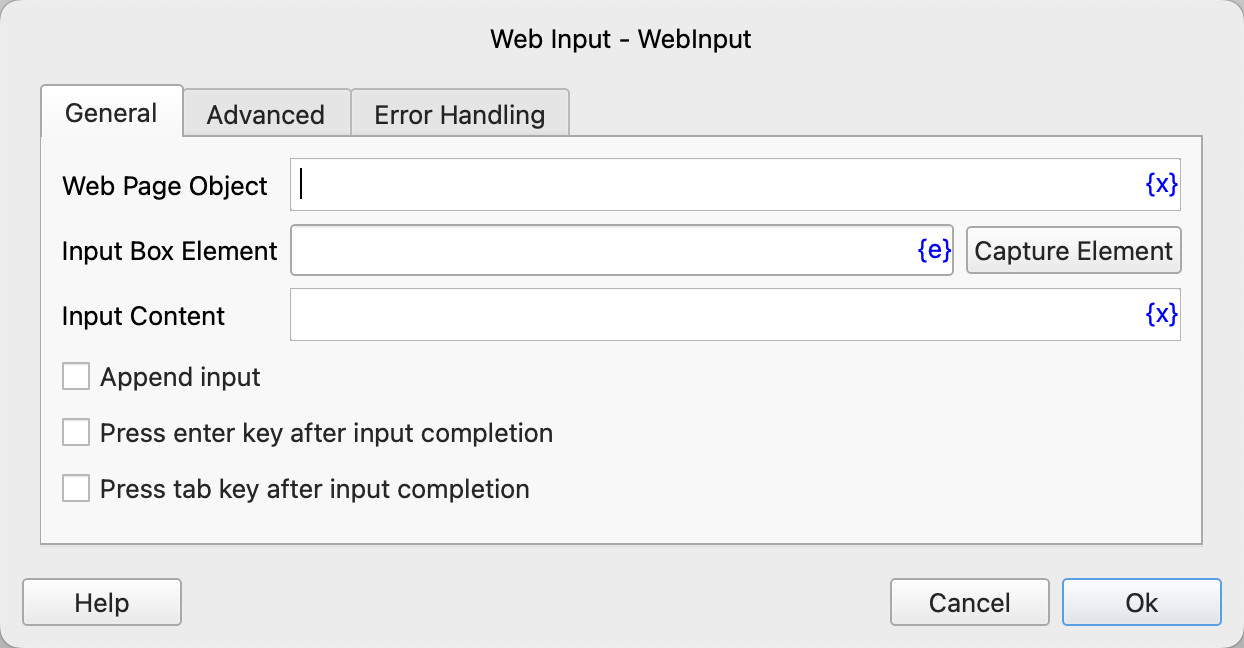 Web Input - WebInput
General Advanced Error Handling
Web Page Object {x}
Input Box Element {e} Capture Element
Input Content {x}
Append input
Press enter key after input completion
Press tab key after input completion
Help Cancel Ok